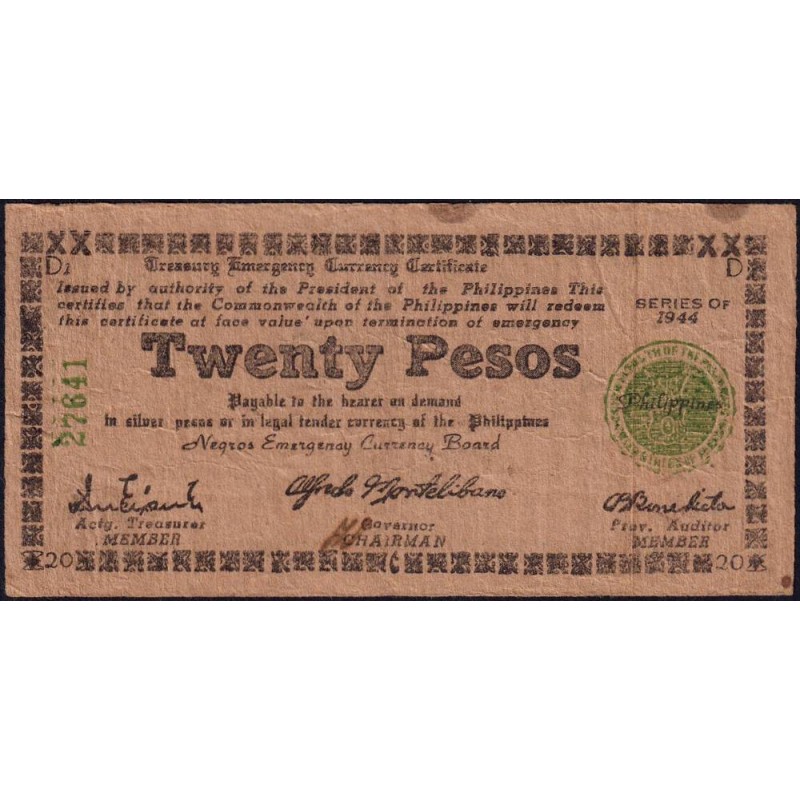 XX XX
D1 Treasury Emergency Currency Certificate D
Issued by authority of the President of the Philippines This
certifies that the Commonwealth of the Philippines will redeem
this certificate at face value' upon termination of emergency
SERIES OF
1944
Twenty Pesos
27641
Payable to the bearer on demand
in silver pesos or in legal tender currency of the Philippines
Philippines
Negros Emergency Currency Board
Alfredo Montelibano
Actg. Treasurer
MEMBER
Governor
CHAIRMAN
Prov. Auditor
MEMBER
20 C 20